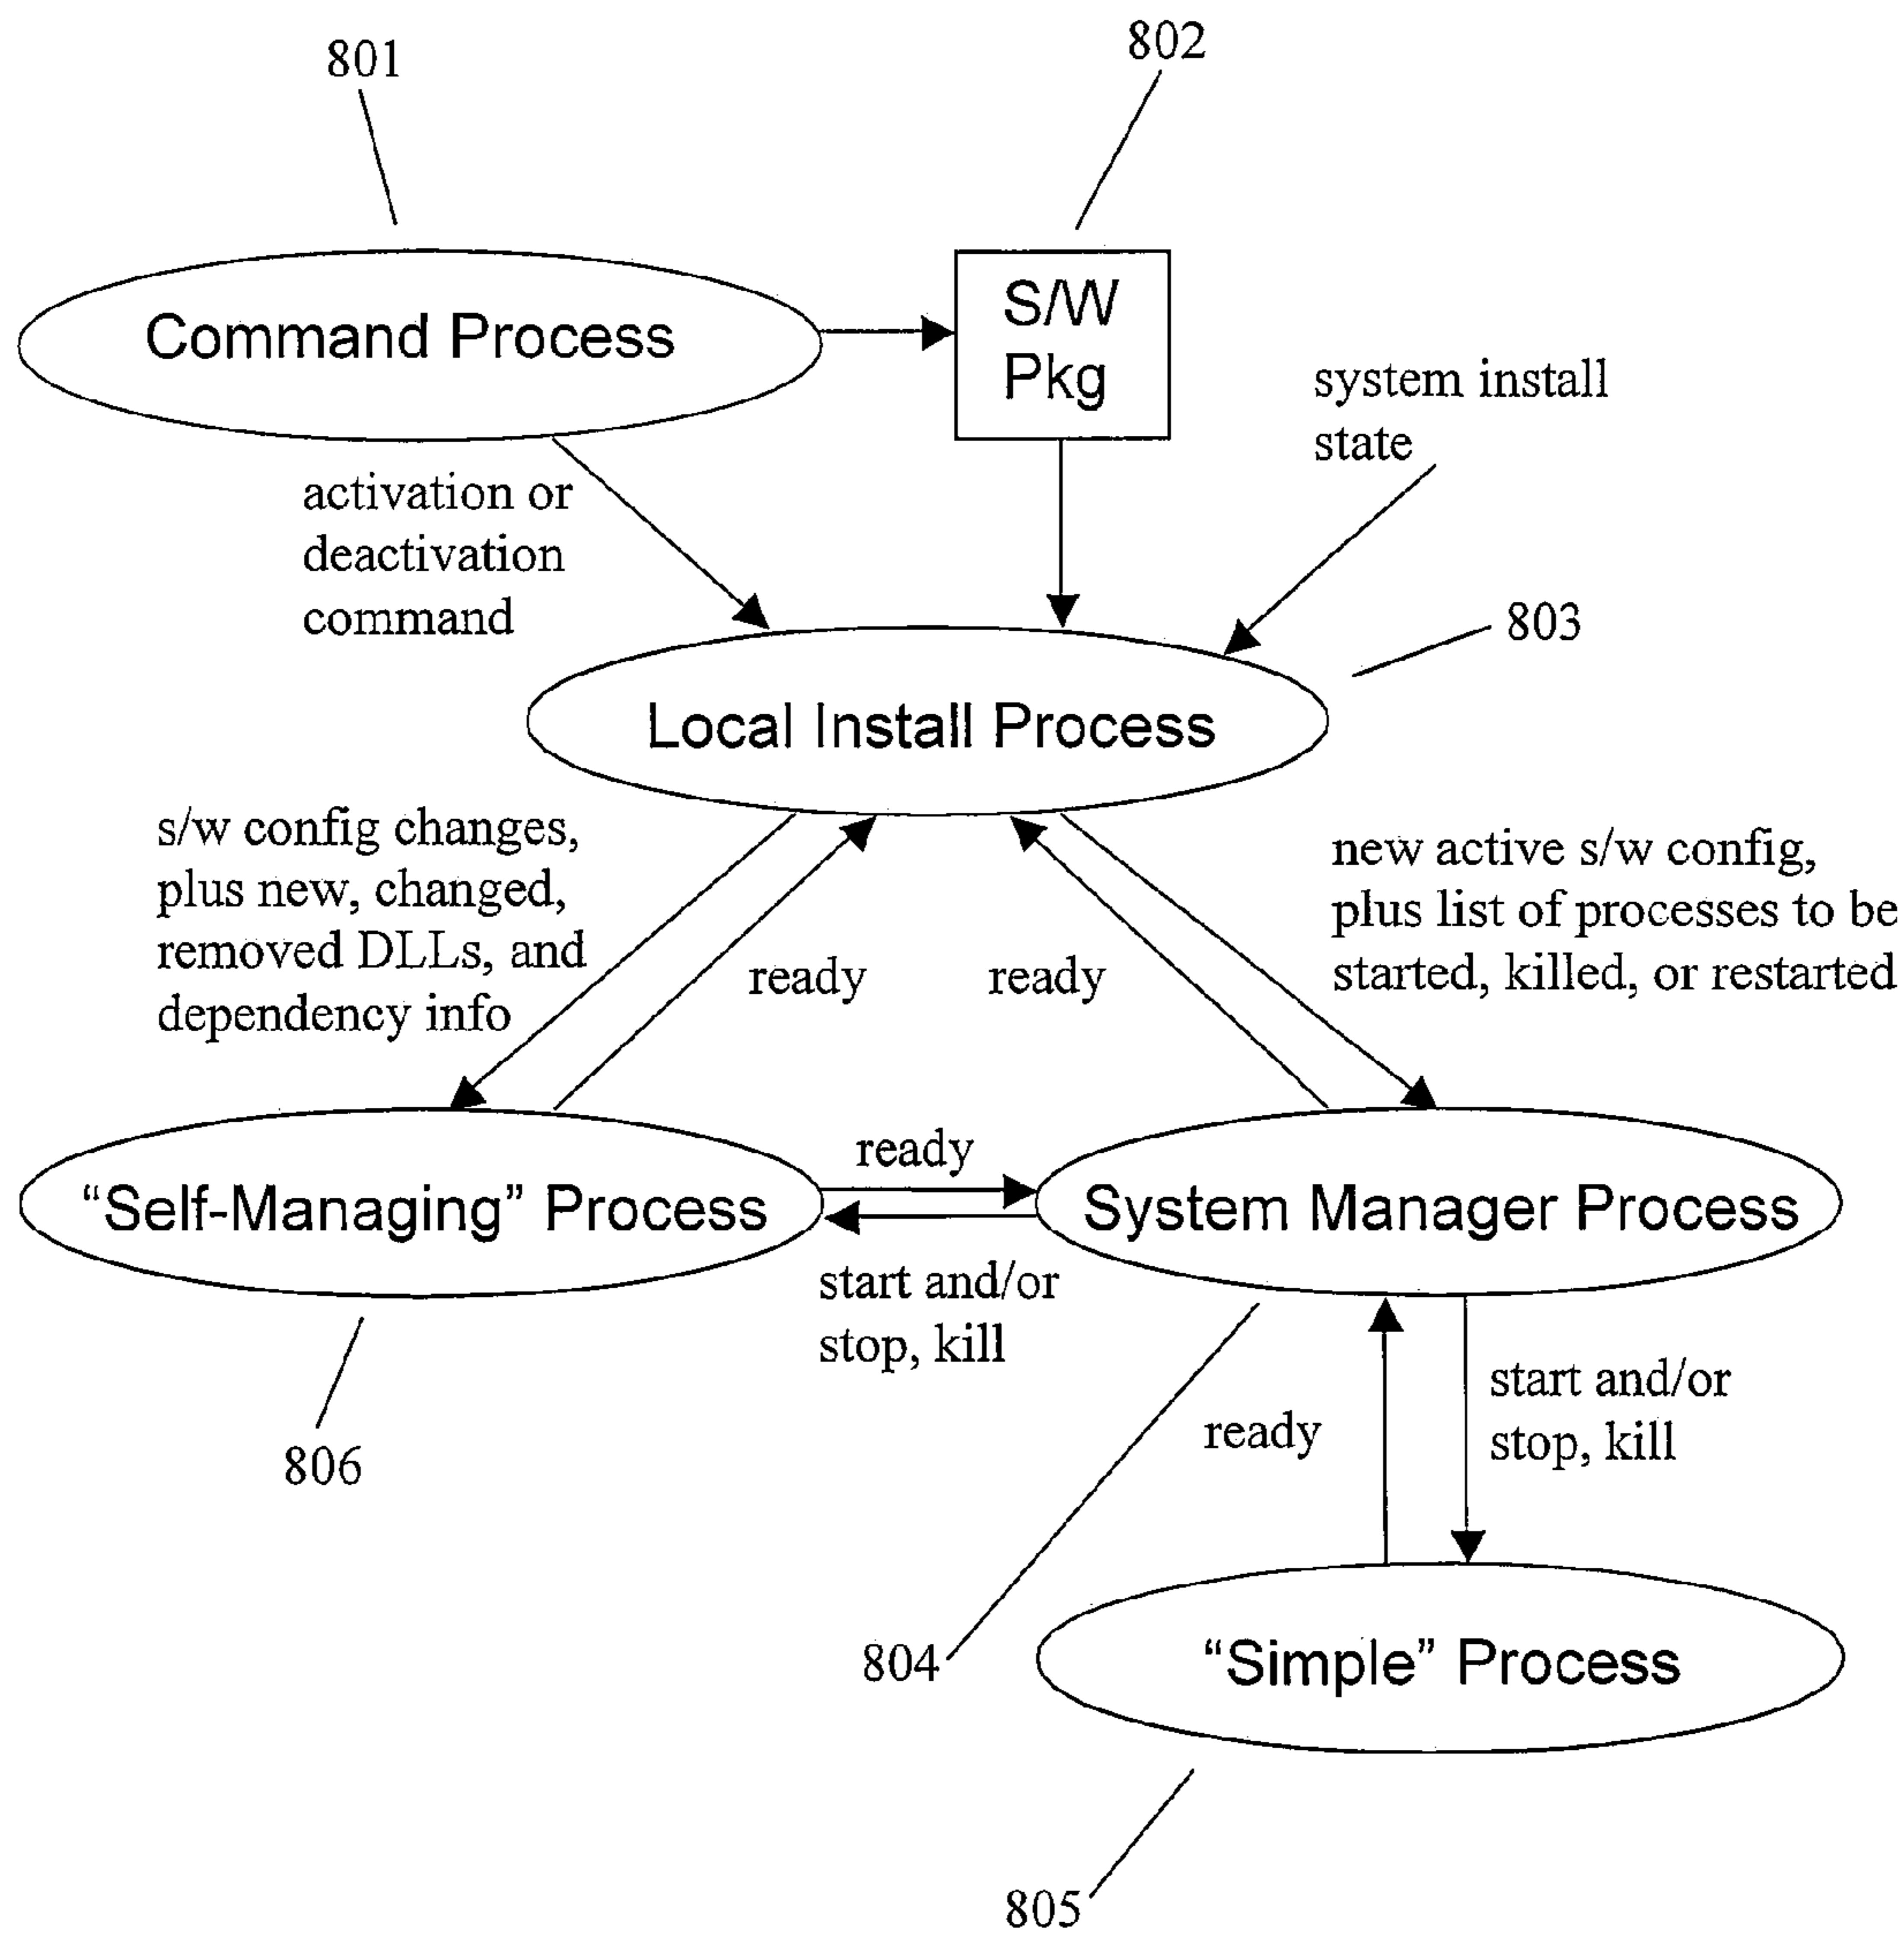 801
802
Command Process
S/W
Pkg
system install
state
activation or
deactivation
command
803
Local Install Process
s/w config changes,
plus new, changed,
removed DLLs, and
dependency info
ready
ready
new active s/w config,
plus list of processes to be
started, killed, or restarted
“Self-Managing” Process
ready
start and/or
stop, kill
System Manager Process
806
ready
start and/or
stop, kill
804
“Simple” Process
805